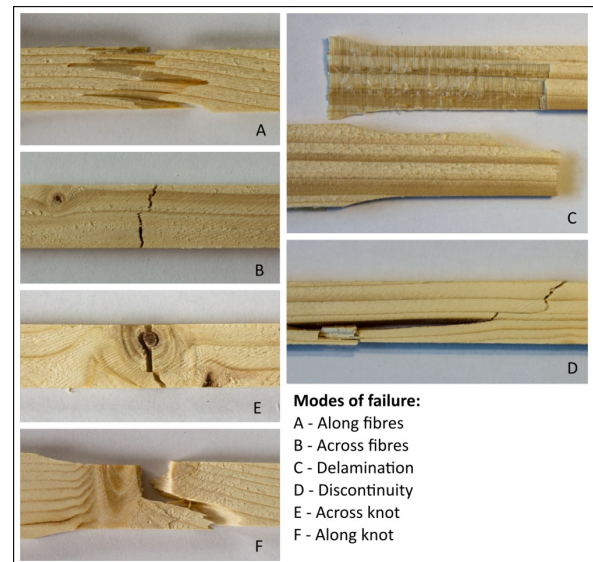 A
B
E
F
C
D
Modes of failure:
A - Along fibres
B - Across fibres
C - Delamination
D - Discontinuity
E - Across knot
F - Along knot